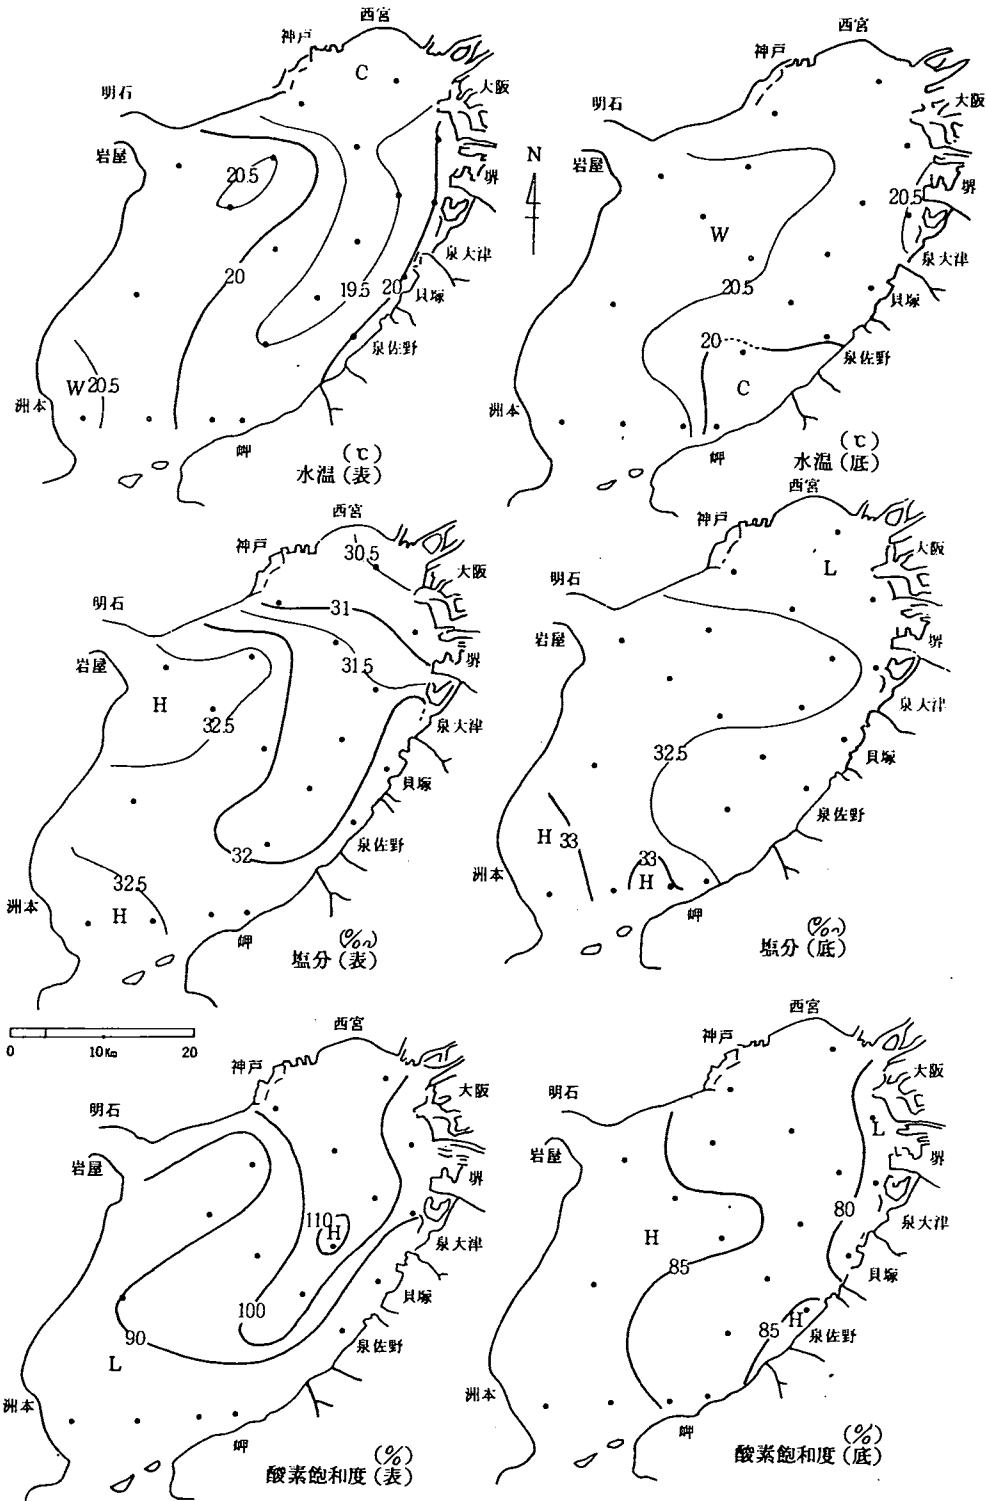 西宮
神戸
C
明石
大阪
岩屋
20.5
堺
20
泉大津
19.5
20
貝塚
泉佐野
W
20.5
洲本
岬
(℃)
水温(表)
N
西宮
神戸
明石
大阪
岩屋
20.5
堺
W
泉大津
20.5
貝塚
20
泉佐野
C
洲本
岬
(℃)
水温(底)
西宮
神戸
30.5
大阪
明石
31
岩屋
31.5
堺
H
32.5
泉大津
貝塚
32
泉佐野
32.5
洲本
H
岬
塩分(表)
西宮
神戸
L
大阪
明石
岩屋
堺
泉大津
32.5
貝塚
泉佐野
H
33
33
洲本
H
岬
塩分(底)
0 10Km 20
西宮
神戸
大阪
明石
岩屋
堺
110
H
泉大津
貝塚
100
90
泉佐野
L
洲本
岬
(%)
酸素飽和度(表)
西宮
神戸
大阪
明石
L
岩屋
堺
80
泉大津
H
85
貝塚
85
H
泉佐野
洲本
岬
(%)
酸素飽和度(底)